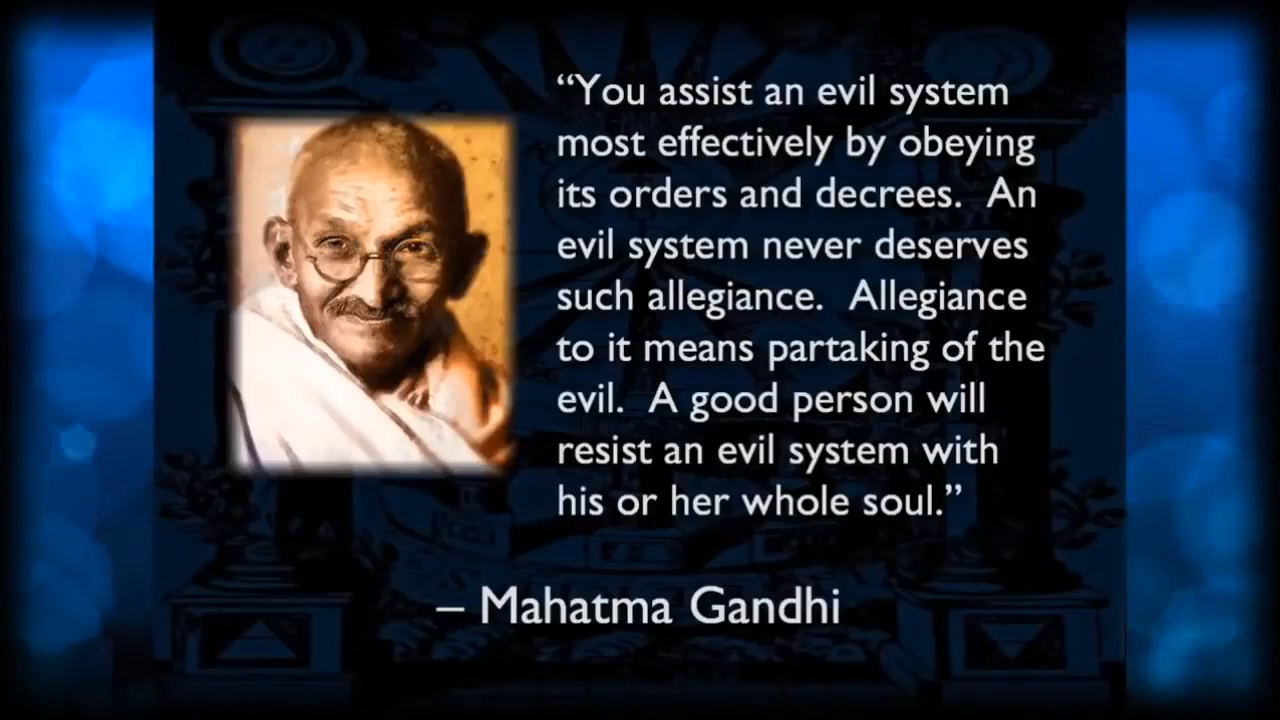 “You assist an evil system
most effectively by obeying
its orders and decrees.  An
evil system never deserves
such allegiance.  Allegiance
to it means partaking of the
evil.  A good person will
resist an evil system with
his or her whole soul.”
– Mahatma Gandhi